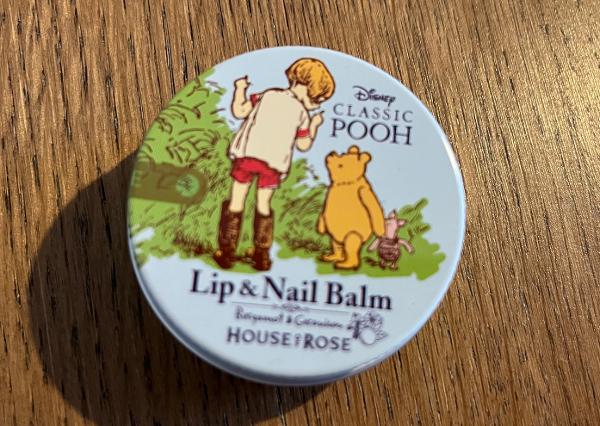 Disney
CLASSIC
POOH
Lip & Nail Balm
Bergamot & Geranium
HOUSE OF ROSE